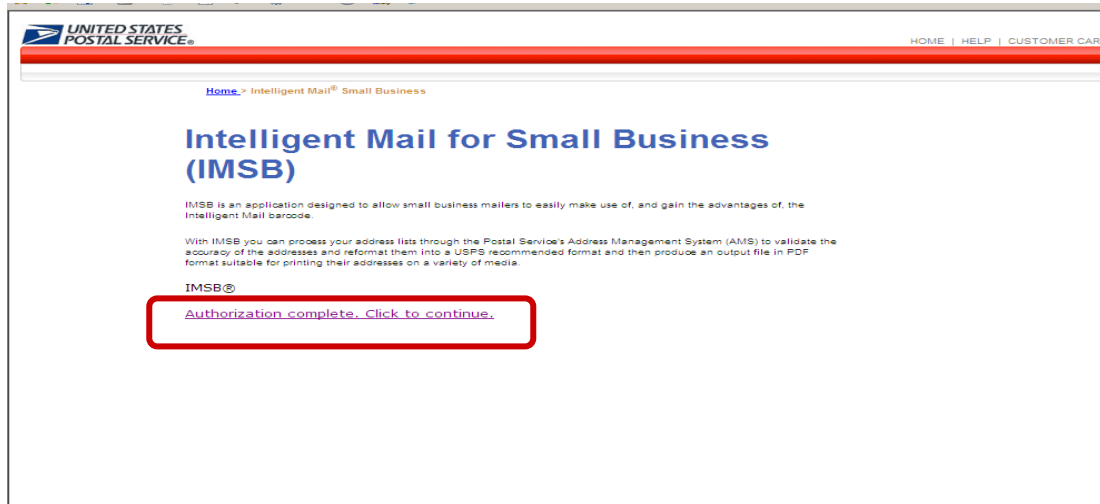 UNITED STATES
POSTAL SERVICE®
HOME | HELP | CUSTOMER CAR
Home > Intelligent Mail® Small Business
Intelligent Mail for Small Business
(IMSB)
IMSB is an application designed to allow small business mailers to easily make use of, and gain the advantages of, the
Intelligent Mail barcode.
With IMSB you can process your address lists through the Postal Service's Address Management System (AMS) to validate the
accuracy of the addresses and reformat them into a USPS recommended format and then produce an output file in PDF
format suitable for printing their addresses on a variety of media.
IMSB®
Authorization complete. Click to continue.